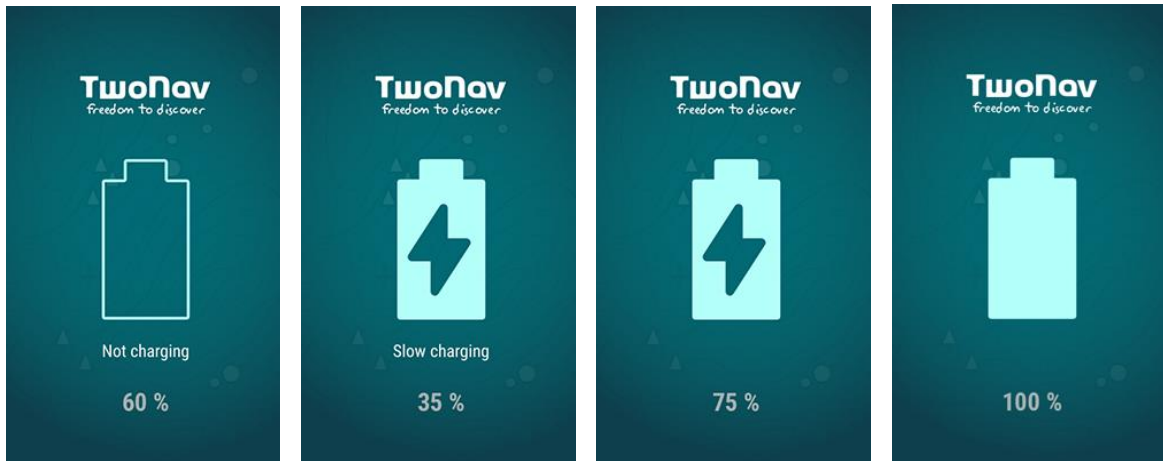 TwoNav
freedom to discover
Not charging
60 %
TwoNav
freedom to discover
Slow charging
35 %
TwoNav
freedom to discover
75 %
TwoNav
freedom to discover
100 %